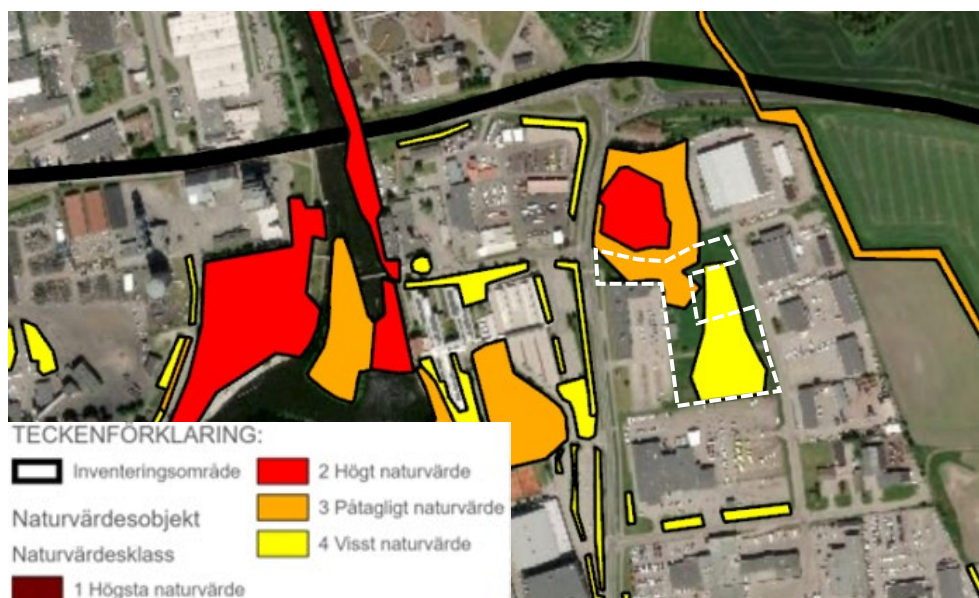 TECKENFÖRKLARING:
Inventeringsområde
Naturvärdesobjekt
Naturvärdesklass
1 Högsta naturvärde
2 Högt naturvärde
3 Påtagligt naturvärde
4 Visst naturvärde